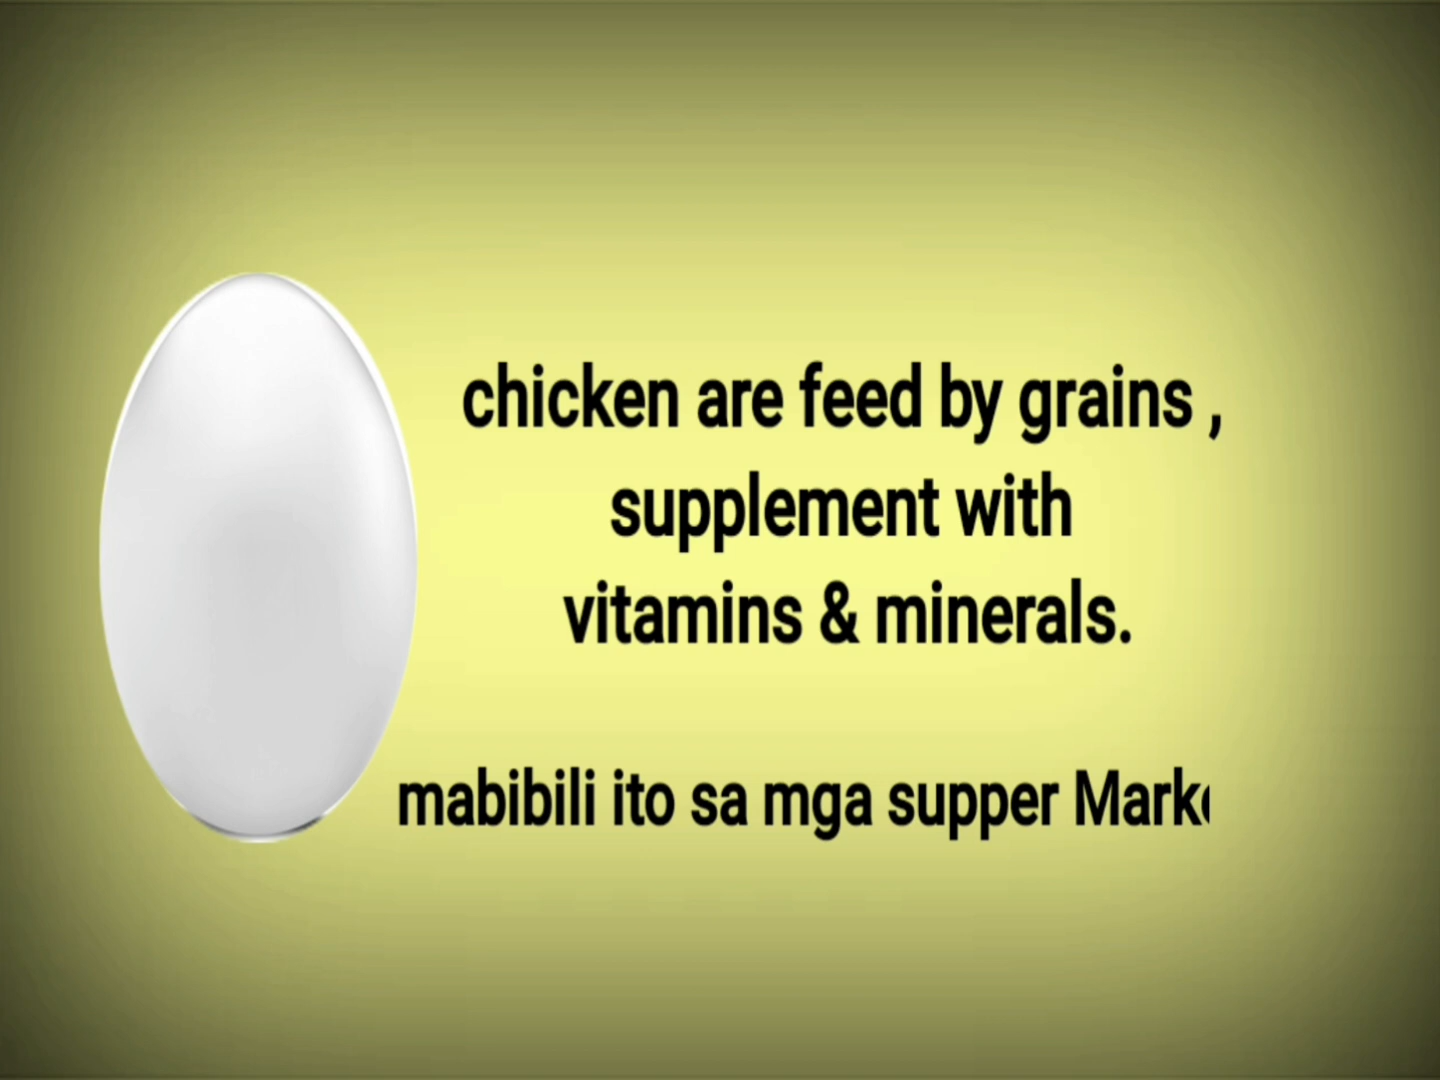 chicken are feed by grains ,
supplement with
vitamins & minerals.
mabibili ito sa mga supper